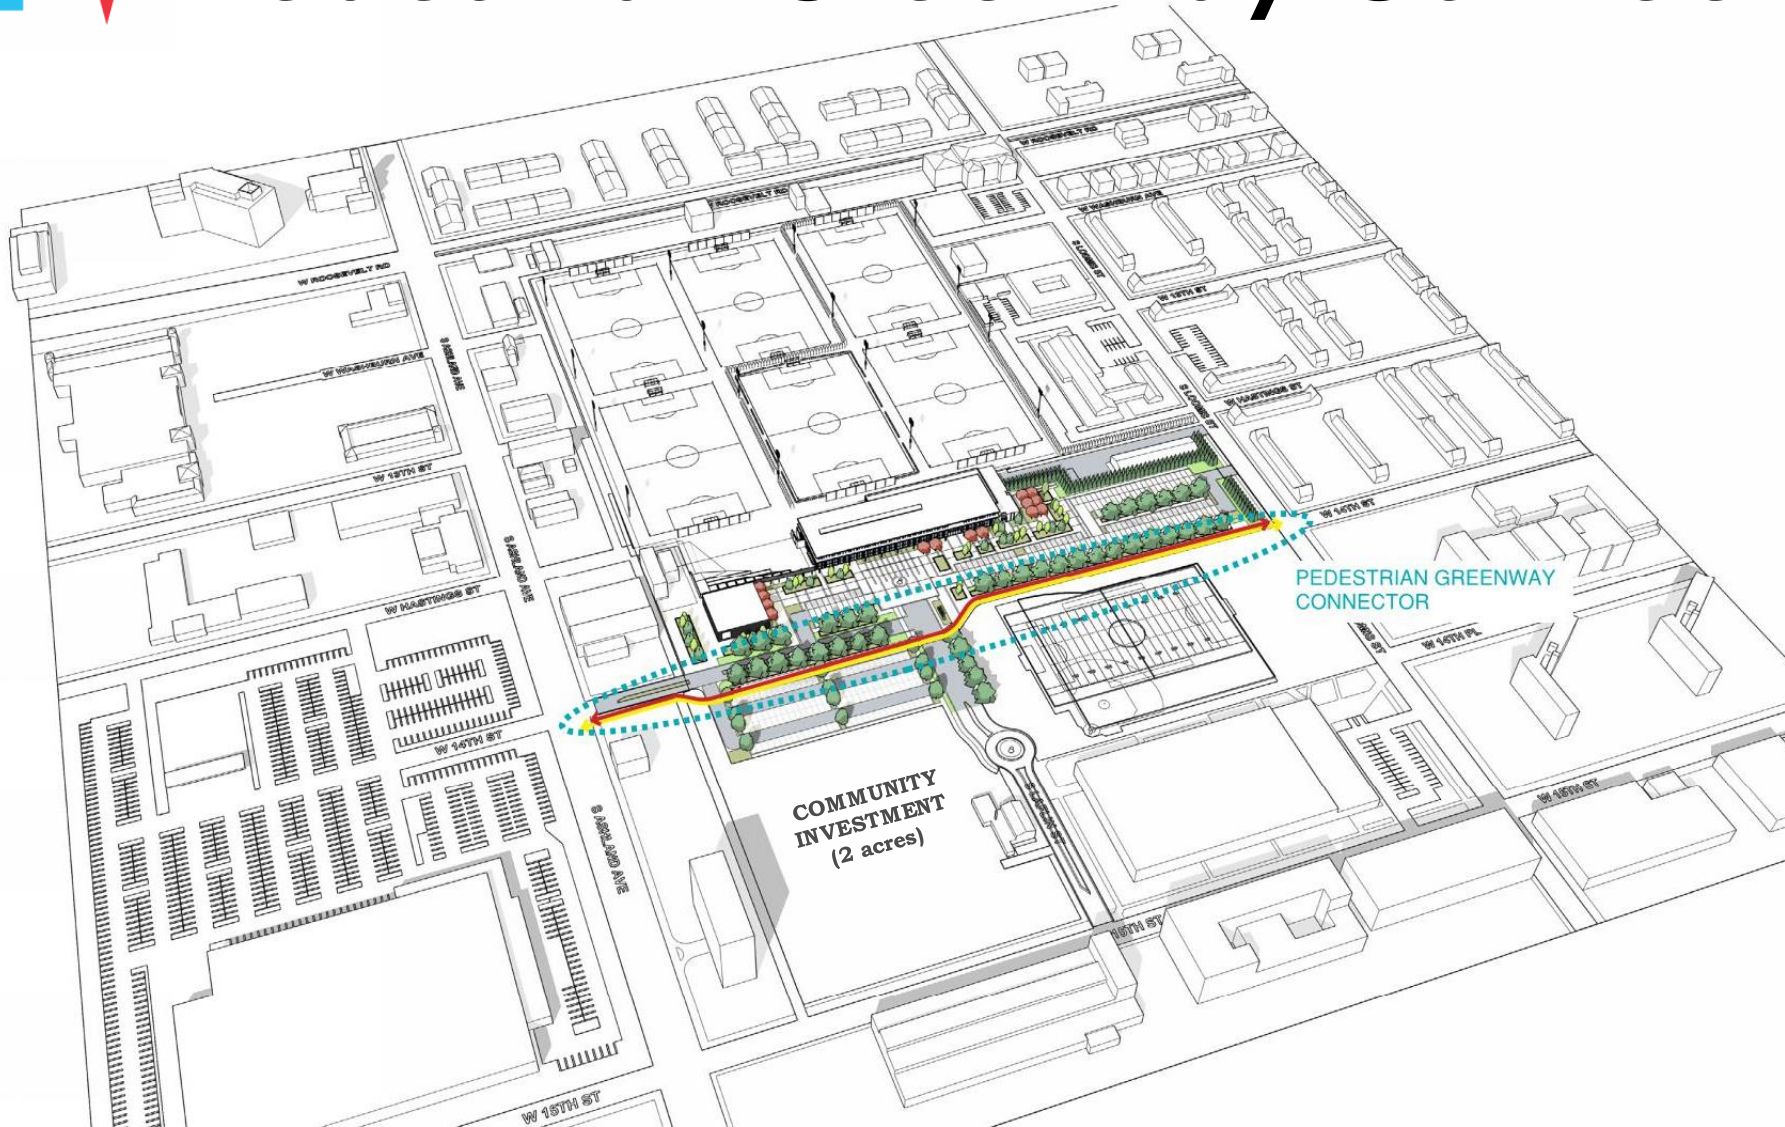 W ROOSEVELT RD
W ROOSEVELT RD
W WASHBURN AVE
S LOOMIS ST
W ROOSEVELT RD
W 13TH ST
S ASHLAND AVE
W WASHBURN AVE
S LOOMIS ST
W HASTINGS ST
W 13TH ST
W 14TH ST
S ASHLAND AVE
PEDESTRIAN GREENWAY
CONNECTOR
W HASTINGS ST
W 14TH PL
W 14TH ST
COMMUNITY
INVESTMENT
(2 acres)
W 15TH ST
S ASHLAND AVE
15TH ST
W 15TH ST